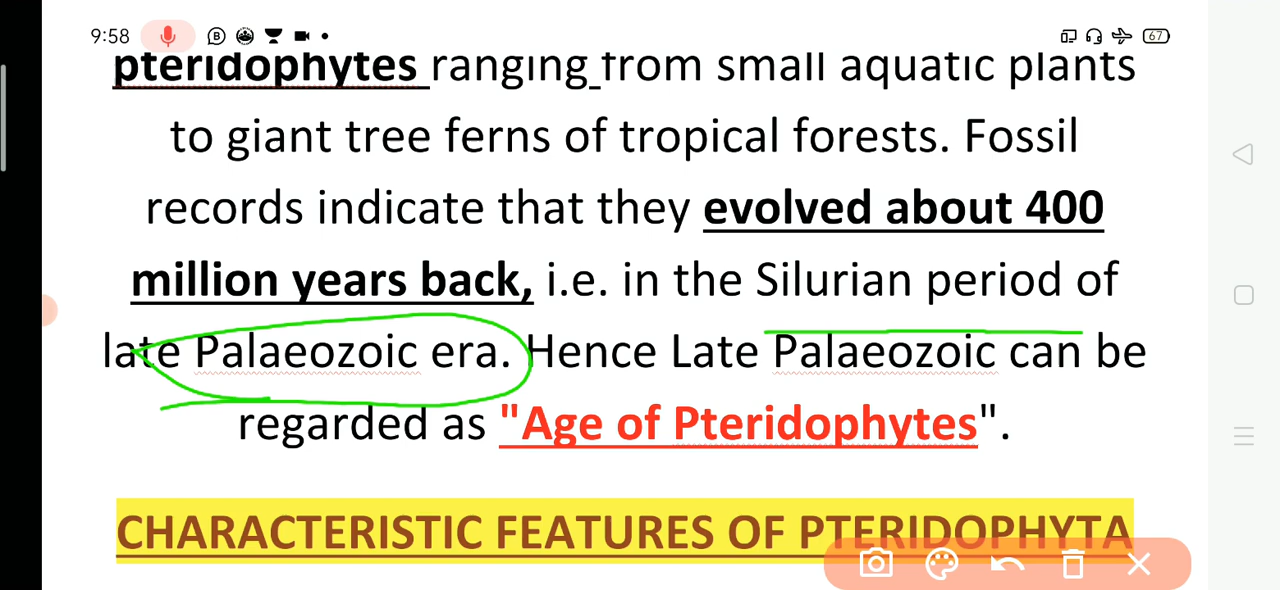 9:58
67
pteridophytes ranging from small aquatic plants
to giant tree ferns of tropical forests. Fossil
records indicate that they evolved about 400
million years back, i.e. in the Silurian period of
late Palaeozoic era. Hence Late Palaeozoic can be
regarded as "Age of Pteridophytes".
CHARACTERISTIC FEATURES OF PTERIDOPHYTA